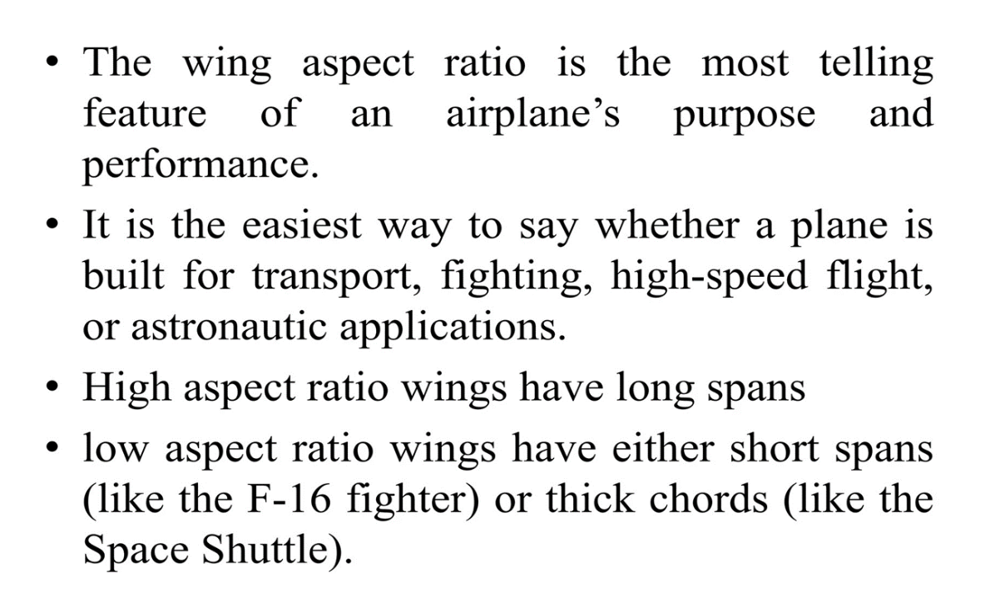 • The wing aspect ratio is the most telling
feature of an airplane’s purpose and
performance.
• It is the easiest way to say whether a plane is
built for transport, fighting, high-speed flight,
or astronautic applications.
• High aspect ratio wings have long spans
• low aspect ratio wings have either short spans
(like the F-16 fighter) or thick chords (like the
Space Shuttle).